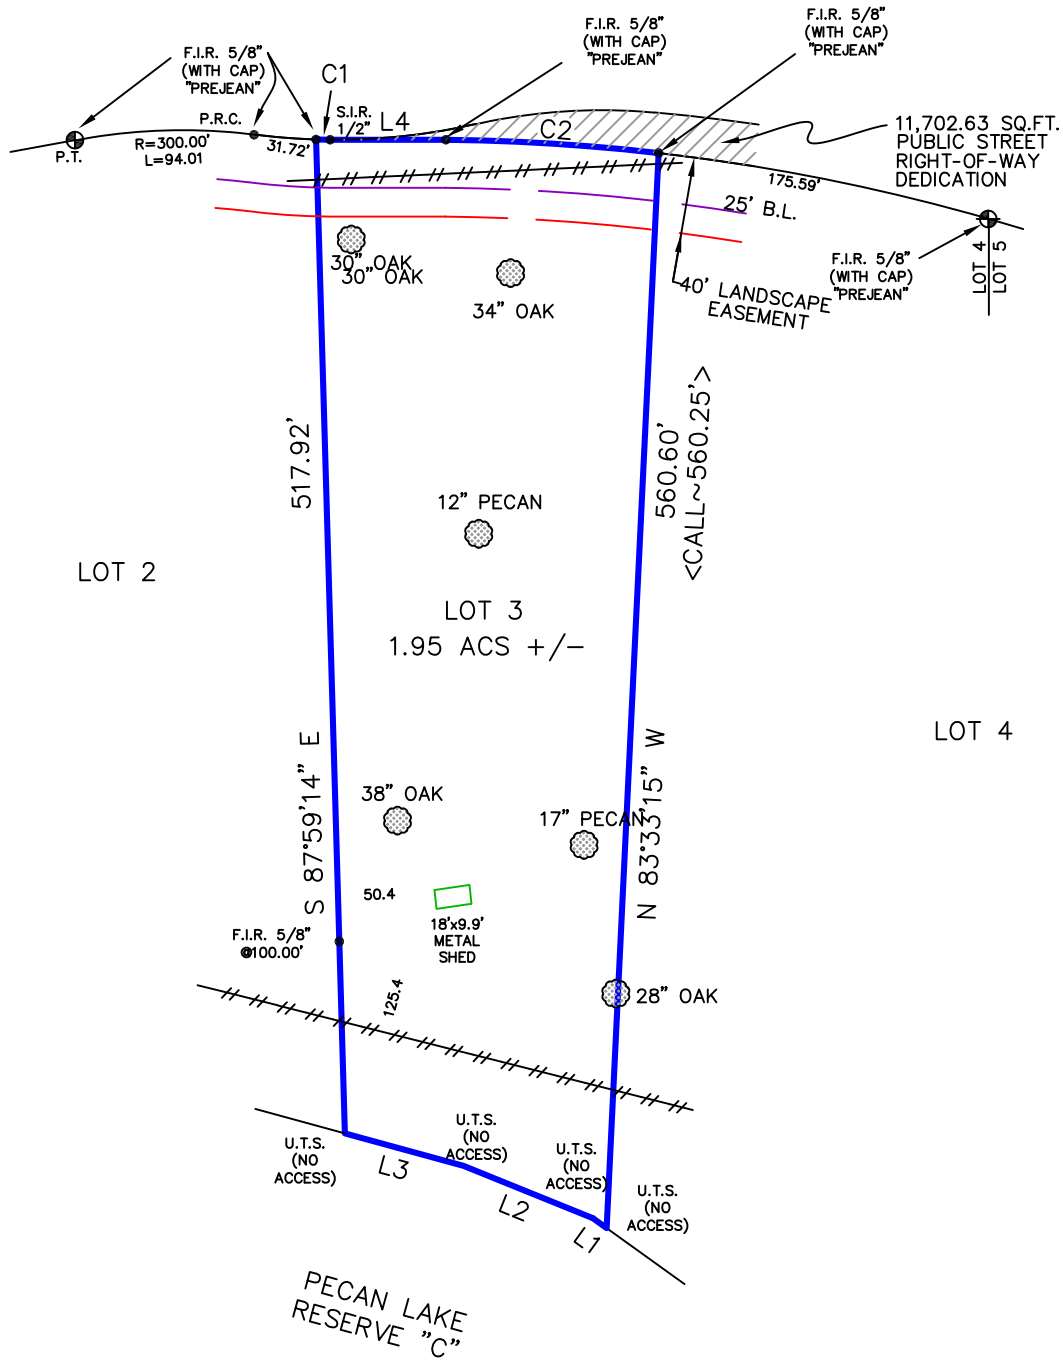 F.I.R. 5/8"
(WITH CAP)
"PREJEAN"
C1
F.I.R. 5/8"
(WITH CAP)
"PREJEAN"
F.I.R. 5/8"
(WITH CAP)
"PREJEAN"
P.T.
R=300.00'
L=94.01
P.R.C.
31.72'
S.I.R.
1/2"
L4
C2
11,702.63 SQ.FT.
PUBLIC STREET
RIGHT-OF-WAY
DEDICATION
175.59'
25' B.L.
F.I.R. 5/8"
(WITH CAP)
"PREJEAN"
LOT 4
LOT 5
40' LANDSCAPE
EASEMENT
30" OAK
30" OAK
34" OAK
517.92'
560.60'
<CALL~560.25'>
12" PECAN
LOT 2
LOT 3
1.95 ACS +/-
LOT 4
S 87°59'14" E
N 83°33'15" W
38" OAK
17" PECAN
50.4
18'x9.9'
METAL
SHED
F.I.R. 5/8"
@100.00'
125.4
28" OAK
U.T.S.
(NO
ACCESS)
U.T.S.
(NO
ACCESS)
U.T.S.
(NO
ACCESS)
U.T.S.
(NO
ACCESS)
L3
L2
L1
PECAN LAKE
RESERVE "C"